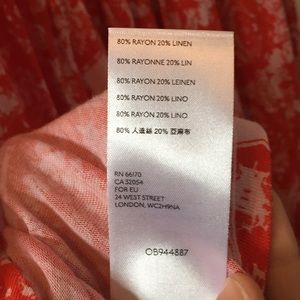 80% RAYON 20% LINEN
80% RAYONNE 20% LIN
80% RAYON 20% LEINEN
80% RAYON 20% LINO
80% RAYON 20% LINO
80% 人造絲 20% 亞麻布
RN 66170
CA 32054
FOR EU
24 WEST STREET
LONDON, WC2H9NA
OB944887